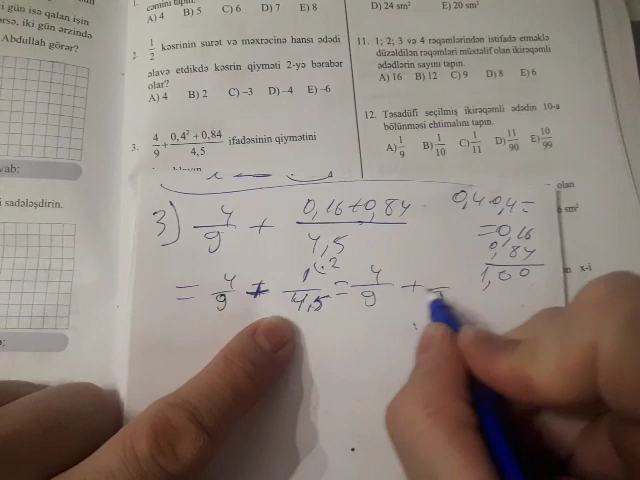 i gün isə qalan işin
rsə, iki gün ərzində
Abdullah görər?
vab:
i sadələşdirin.
cəmini tapın.
A) 4 B) 5 C) 6 D) 7 E) 8
2. 1/2 kəsrinin surət və məxrəcinə hansı ədədi
əlavə etdikdə kəsrin qiyməti 2-yə bərabər
olar?
A) 4 B) 2 C) –3 D) –4 E) –6
3. 4/9 + (0,4² + 0,84)/4,5 ifadəsinin qiymətini
D) 24 sm² E) 20 sm²
11. 1; 2; 3 və 4 rəqəmlərindən istifadə etməklə
düzəldilən rəqəmləri müxtəlif olan ikirəqəmli
ədədlərin sayını tapın.
A) 16 B) 12 C) 9 D) 8 E) 6
12. Təsadüfi seçilmiş ikirəqəmli ədədin 10-a
bölünməsi ehtimalını tapın.
A) 1/9 B) 1/10 C) 1/11 D) 11/90 E) 10/99
olan
sm²
x-i
3) 4/9 + (0,16+0,84)/4,5
= 4/9 + 1·2/4,5 = 4/9 +
0,4·0,4=
=0,16
0,84
1,00